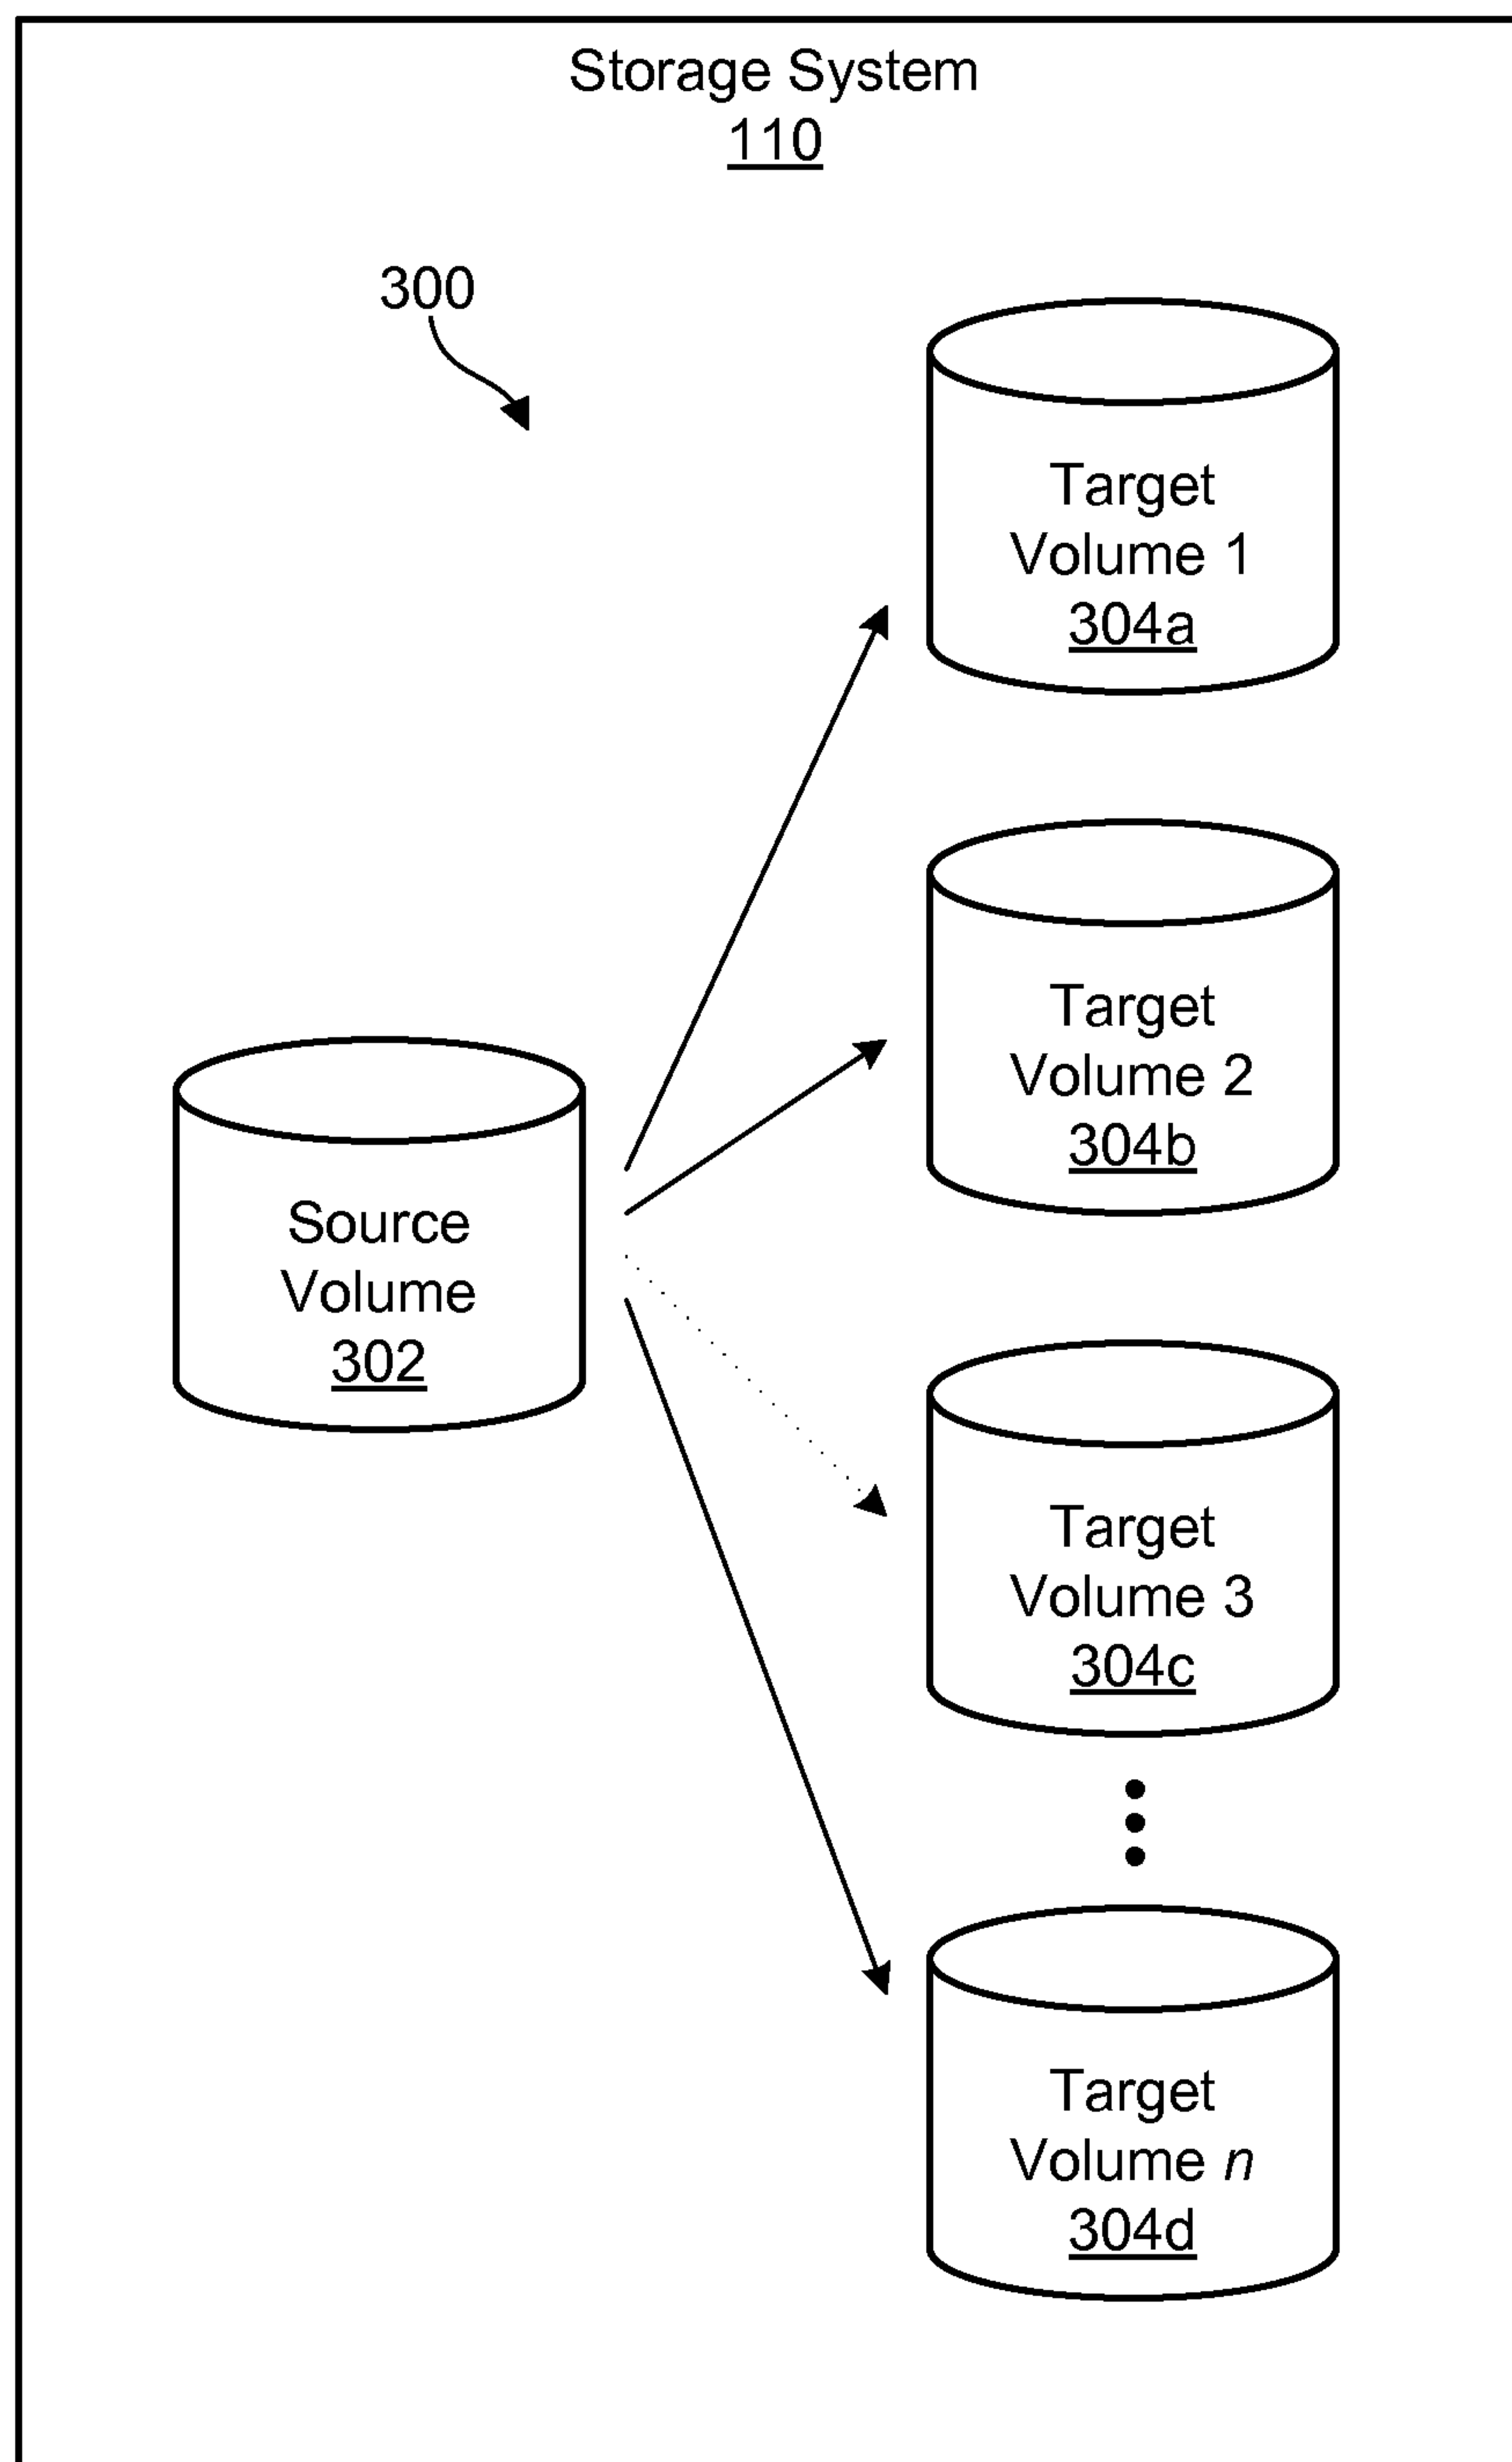 Storage System
110
300
Target
Volume 1
304a
Target
Volume 2
304b
Source
Volume
302
Target
Volume 3
304c
Target
Volume n
304d